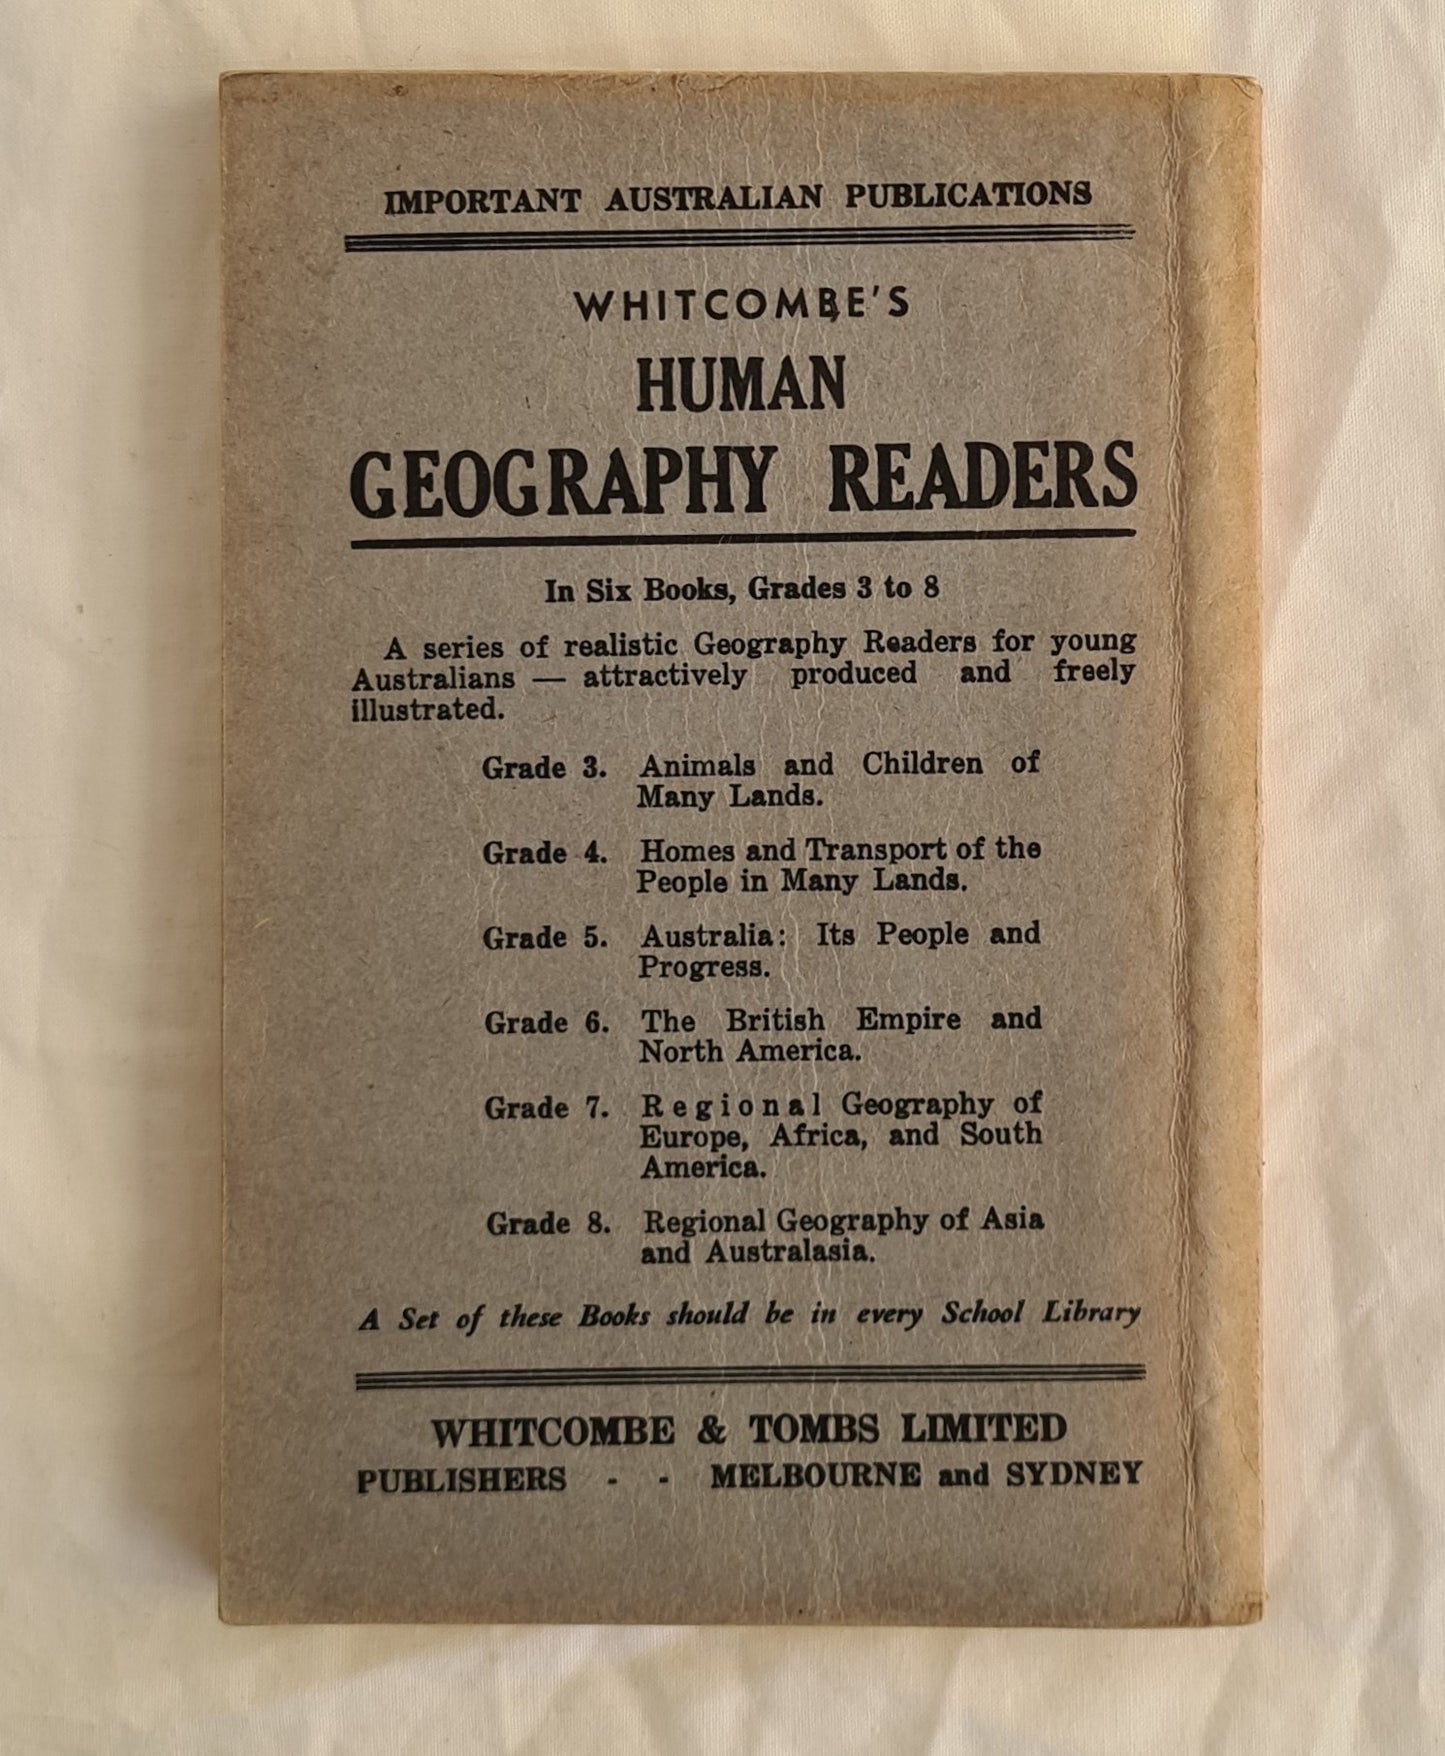 IMPORTANT AUSTRALIAN PUBLICATIONS
WHITCOMBE'S
HUMAN
GEOGRAPHY READERS
In Six Books, Grades 3 to 8
A series of realistic Geography Readers for young
Australians — attractively produced and freely
illustrated.
Grade 3. Animals and Children of
Many Lands.
Grade 4. Homes and Transport of the
People in Many Lands.
Grade 5. Australia: Its People and
Progress.
Grade 6. The British Empire and
North America.
Grade 7. Regional Geography of
Europe, Africa, and South
America.
Grade 8. Regional Geography of Asia
and Australasia.
A Set of these Books should be in every School Library
WHITCOMBE & TOMBS LIMITED
PUBLISHERS - - MELBOURNE and SYDNEY